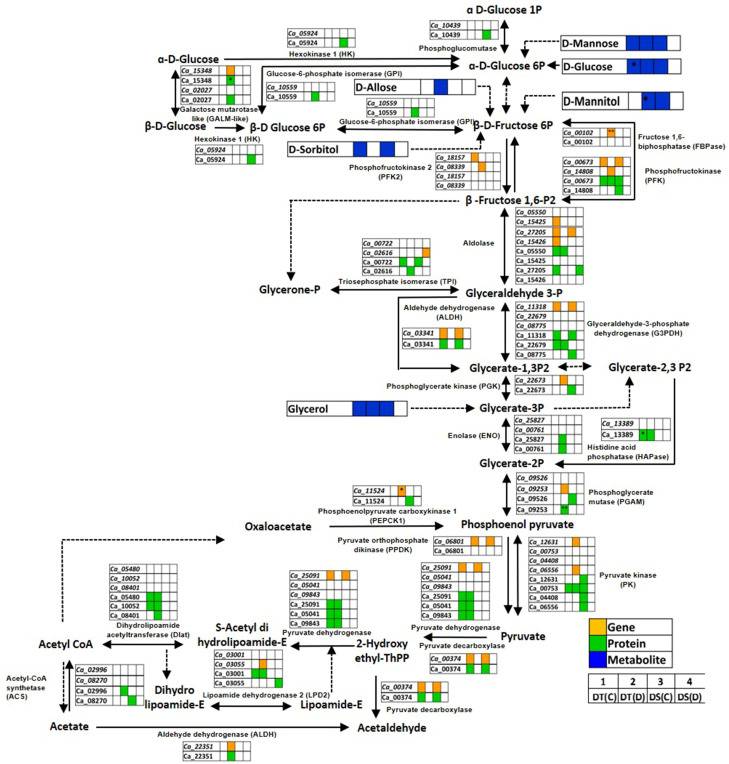 α D-Glucose 1P
Ca_10439
Ca_10439
Phosphoglucomutase
Ca_05924
Ca_05924
Hexokinase 1 (HK)
D-Mannose
α-D-Glucose
α-D-Glucose 6P
D-Glucose *
Ca_15348
Ca_15348 *
Ca_02027
Ca_02027
Galactose mutarotase
like (GALM-like)
Glucose-6-phosphate isomerase (GPI)
Ca_10559
Ca_10559
D-Allose
Ca_10559
Ca_10559
Glucose-6-phosphate isomerase (GPI)
D-Mannitol *
β-D-Glucose
β-D Glucose 6P
β-D-Fructose 6P
Hexokinase 1 (HK)
Ca_05924
Ca_05924
D-Sorbitol
Ca_00102 **
Ca_00102
Fructose 1,6-
biphosphatase (FBPase)
Phosphofructokinase 2
(PFK2)
Ca_18157
Ca_08339
Ca_18157
Ca_08339
Ca_00673
Ca_14808
Ca_00673
Ca_14808
Phosphofructokinase
(PFK)
β -Fructose 1,6-P2
Aldolase
Ca_05550
Ca_15425
Ca_27205
Ca_15426
Ca_05550
Ca_15425
Ca_27205
Ca_15426
Ca_00722
Ca_02616
Ca_00722
Ca_02616
Triosephosphate isomerase (TPI)
Glycerone-P
Glyceraldehyde 3-P
Aldehyde dehydrogenase
(ALDH)
Ca_03341
Ca_03341
Ca_11318
Ca_22679
Ca_08775
Ca_11318
Ca_22679
Ca_08775
Glyceraldehyde-3-phosphate
dehydrogenase (G3PDH)
Glycerate-1,3P2
Glycerate-2,3 P2
Phosphoglycerate kinase (PGK)
Ca_22673
Ca_22673
Glycerol
Glycerate-3P
Enolase (ENO)
Ca_25827
Ca_00761
Ca_25827
Ca_00761
Ca_13389
Ca_13389 *
Histidine acid
phosphatase (HAPase)
Glycerate-2P
Ca_09526
Ca_09253
Ca_09526
Ca_09253 **
Phosphoglycerate
mutase (PGAM)
Ca_11524 *
Ca_11524
Phosphoenolpyruvate carboxykinase 1
(PEPCK1)
Oxaloacetate
Phosphoenol pyruvate
Pyruvate orthophosphate
dikinase (PPDK)
Ca_06801
Ca_06801
Ca_12631
Ca_00753
Ca_04408
Ca_06556
Ca_12631
Ca_00753
Ca_04408
Ca_06556
Pyruvate kinase
(PK)
Ca_05480
Ca_10052
Ca_08401
Ca_05480
Ca_10052
Ca_08401
Dihydrolipoamide
acetyltransferase (Dlat)
Ca_25091
Ca_05041
Ca_09843
Ca_25091
Ca_05041
Ca_09843
Pyruvate dehydrogenase
Ca_25091
Ca_05041
Ca_09843
Ca_25091
Ca_05041
Ca_09843
Pyruvate dehydrogenase
Acetyl CoA
S-Acetyl di
hydrolipoamide-E
2-Hydroxy
ethyl-ThPP
Pyruvate
Pyruvate decarboxylase
Ca_00374
Ca_00374
Acetyl-CoA
synthetase
(ACS)
Ca_02996
Ca_08270
Ca_02996
Ca_08270
Dihydro
lipoamide-E
Ca_03001
Ca_03055
Ca_03001
Ca_03055
Lipoamide dehydrogenase 2 (LPD2)
Lipoamide-E
Ca_00374
Ca_00374
Pyruvate decarboxylase
Acetate
Acetaldehyde
Aldehyde dehydrogenase (ALDH)
Ca_22351
Ca_22351
Gene
Protein
Metabolite
1 2 3 4
DT(C) DT(D) DS(C) DS(D)